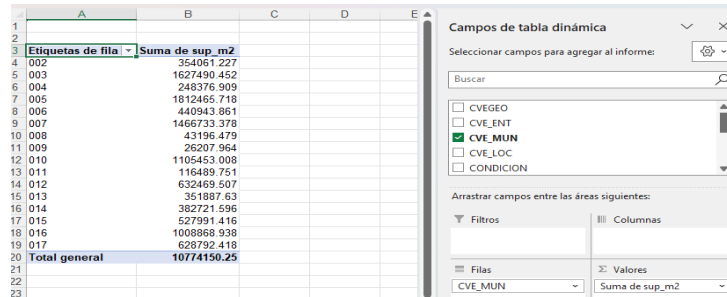 A B C D E
1
2
3 Etiquetas de fila Suma de sup_m2
4 002 354061.227
5 003 1627490.452
6 004 248376.909
7 005 1812465.718
8 006 440943.861
9 007 1466733.378
10 008 43196.479
11 009 26207.964
12 010 1105453.008
13 011 116489.751
14 012 632469.507
15 013 351887.63
16 014 382721.596
17 015 527991.416
18 016 1008868.938
19 017 628792.418
20 Total general 10774150.25
21
22
23
Campos de tabla dinámica
Seleccionar campos para agregar al informe:
Buscar
CVEGEO
CVE_ENT
CVE_MUN
CVE_LOC
CONDICION
Arrastrar campos entre las áreas siguientes:
Filtros Columnas
Filas Σ Valores
CVE_MUN Suma de sup_m2